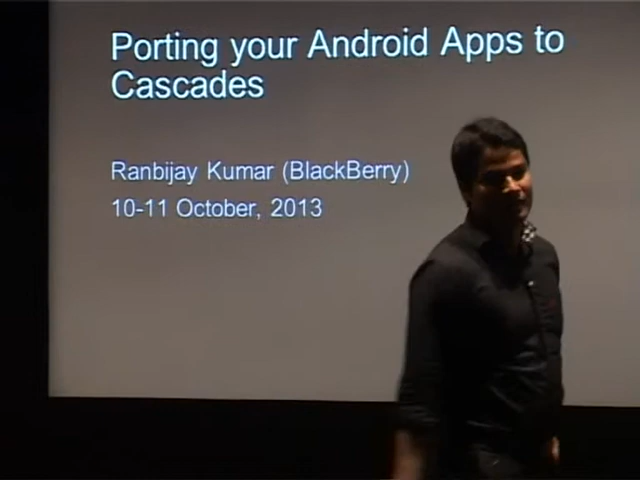 Porting your Android Apps to
Cascades
Ranbijay Kumar (BlackBerry)
10-11 October, 2013